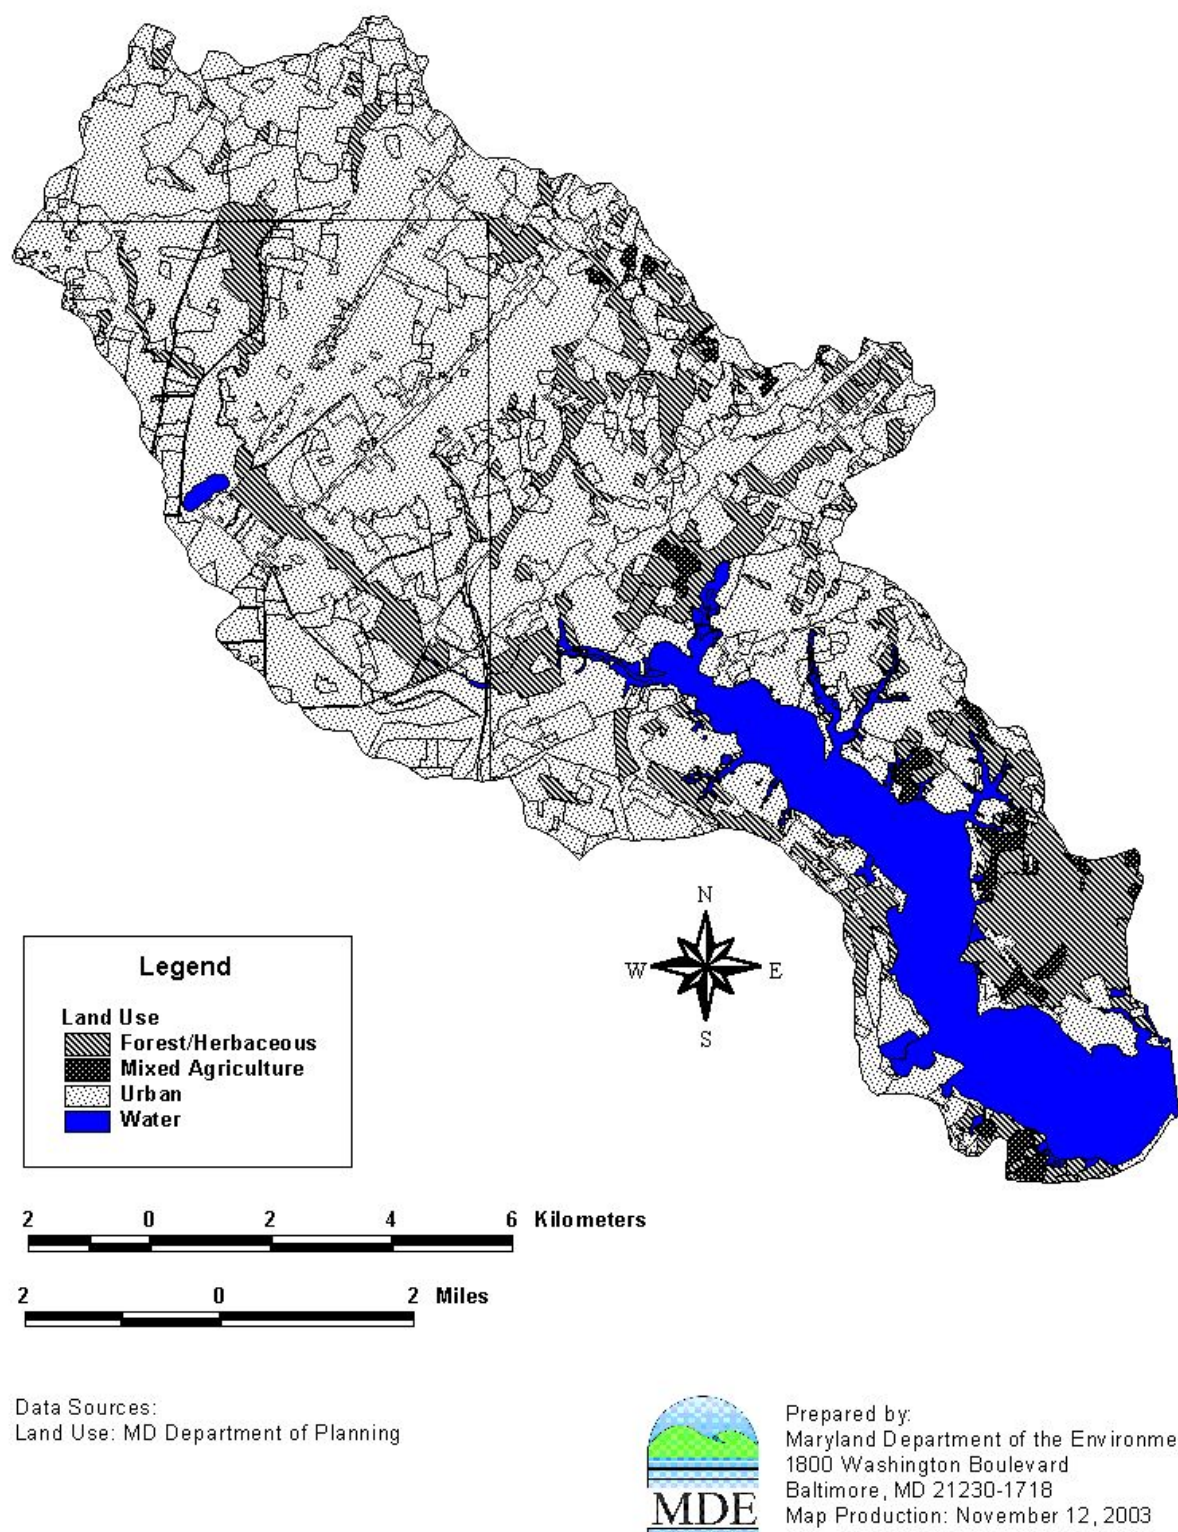 N
W E
S
Legend
Land Use
Forest/Herbaceous
Mixed Agriculture
Urban
Water
2 0 2 4 6 Kilometers
2 0 2 Miles
Data Sources:
Land Use: MD Department of Planning
MDE
Prepared by:
Maryland Department of the Environme
1800 Washington Boulevard
Baltimore, MD 21230-1718
Map Production: November 12, 2003